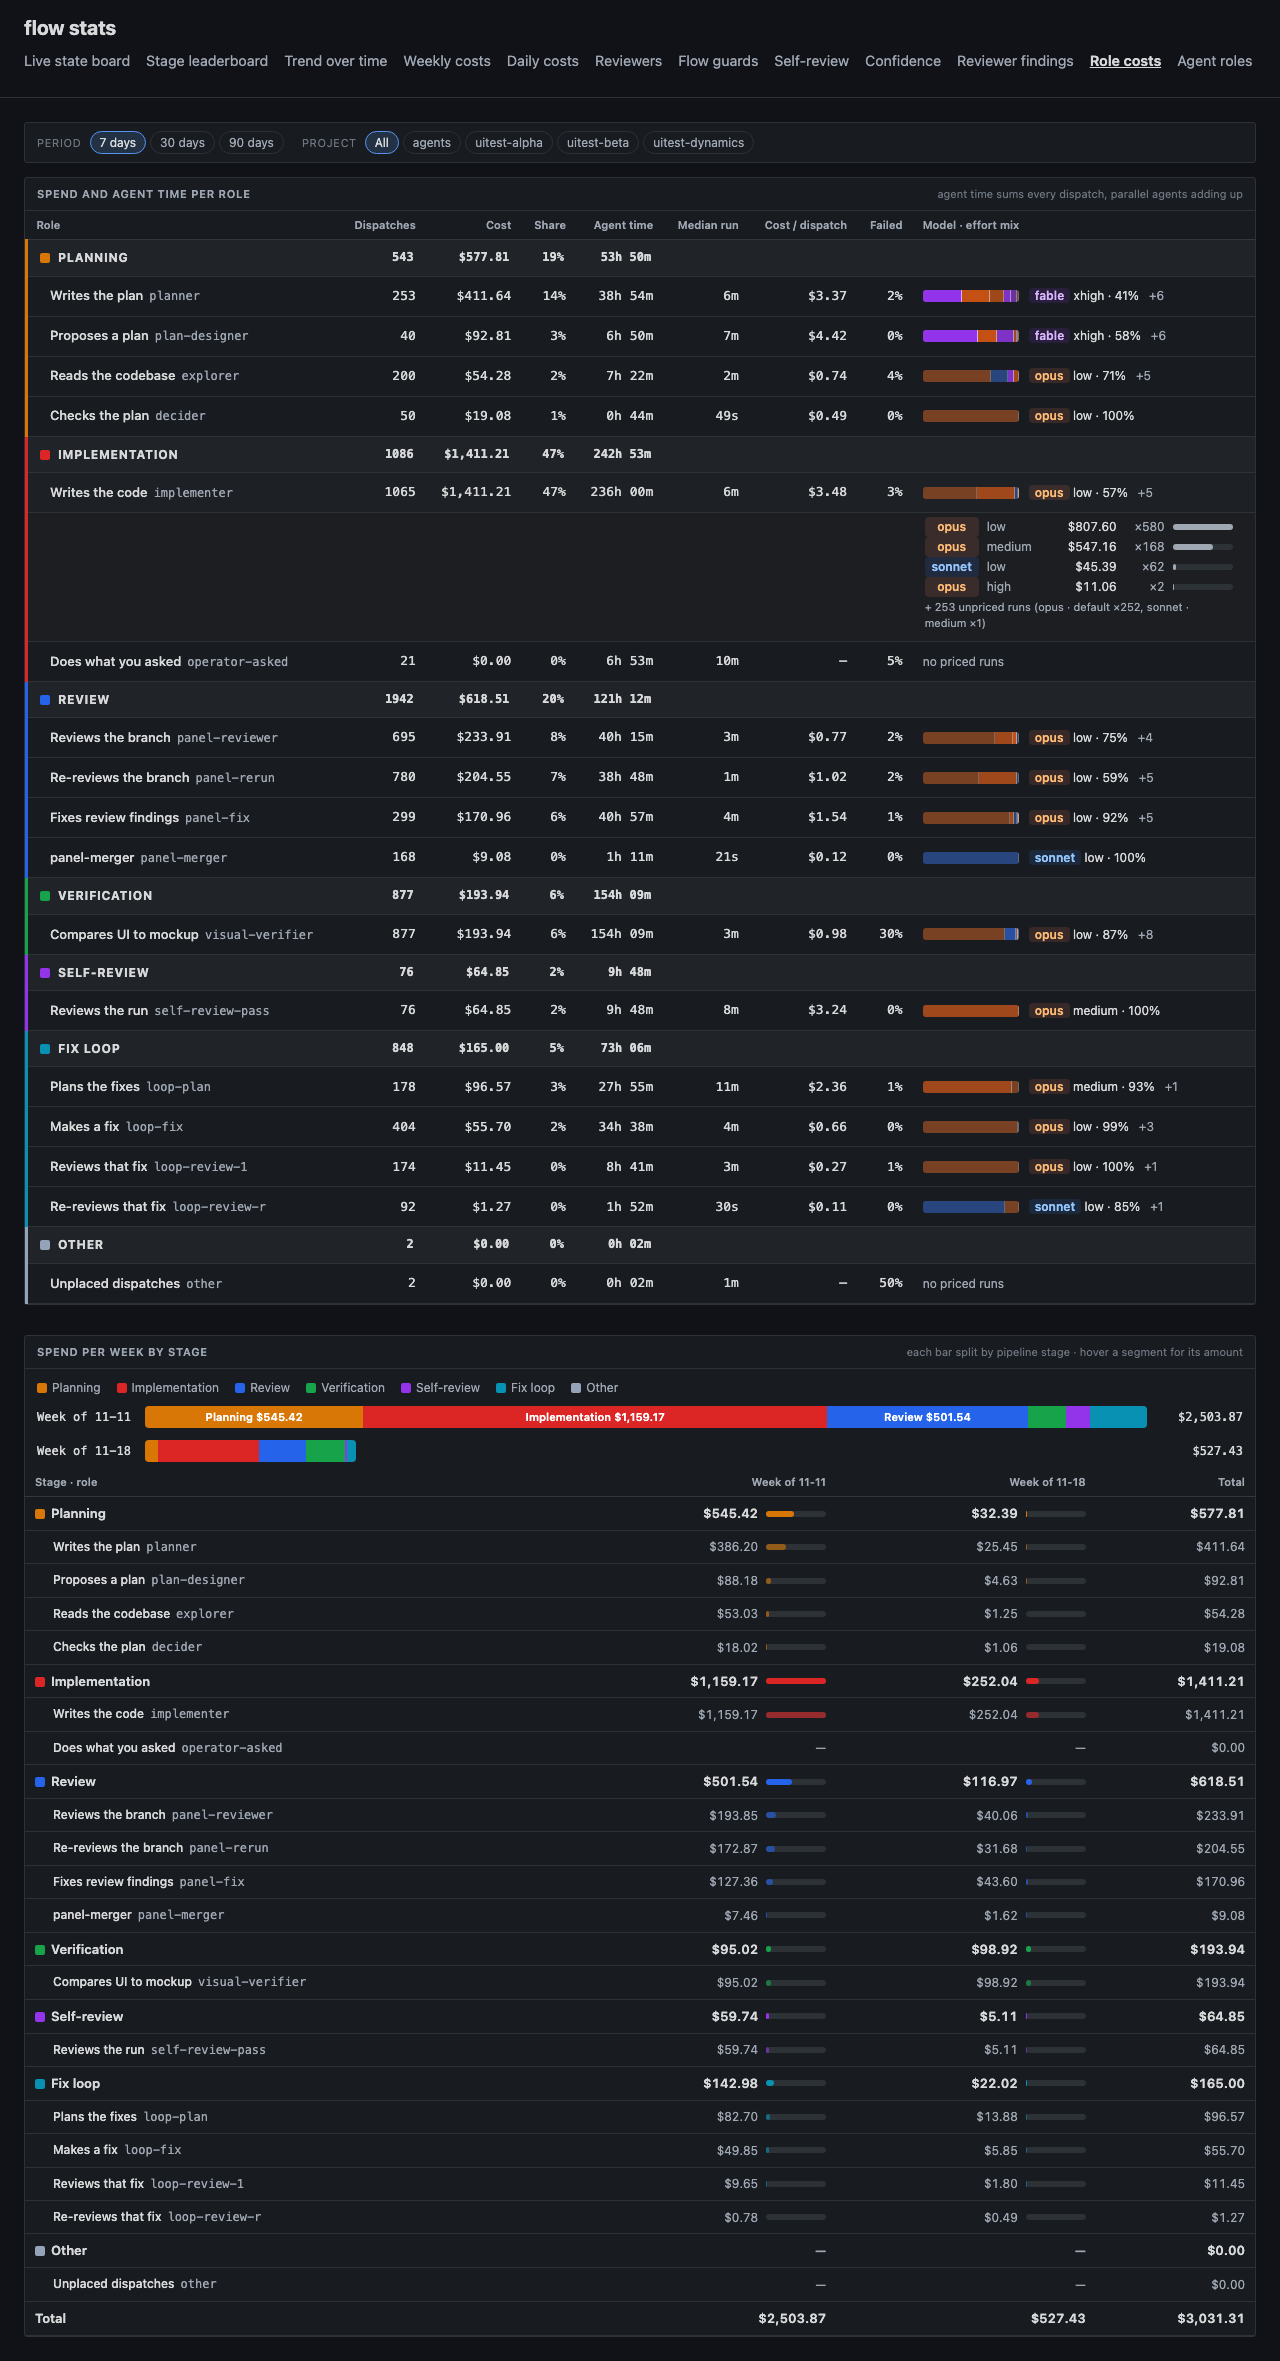 flow stats
Live state board Stage leaderboard Trend over time Weekly costs Daily costs Reviewers Flow guards Self-review Confidence Reviewer findings Role costs Agent roles
PERIOD 7 days 30 days 90 days PROJECT All agents uitest-alpha uitest-beta uitest-dynamics
SPEND AND AGENT TIME PER ROLE agent time sums every dispatch, parallel agents adding up
Role Dispatches Cost Share Agent time Median run Cost / dispatch Failed Model · effort mix
PLANNING 543 $577.81 19% 53h 50m
Writes the plan planner 253 $411.64 14% 38h 54m 6m $3.37 2% fable xhigh · 41% +6
Proposes a plan plan-designer 40 $92.81 3% 6h 50m 7m $4.42 0% fable xhigh · 58% +6
Reads the codebase explorer 200 $54.28 2% 7h 22m 2m $0.74 4% opus low · 71% +5
Checks the plan decider 50 $19.08 1% 0h 44m 49s $0.49 0% opus low · 100%
IMPLEMENTATION 1086 $1,411.21 47% 242h 53m
Writes the code implementer 1065 $1,411.21 47% 236h 00m 6m $3.48 3% opus low · 57% +5
opus low $807.60 ×580
opus medium $547.16 ×168
sonnet low $45.39 ×62
opus high $11.06 ×2
+ 253 unpriced runs (opus · default ×252, sonnet ·
medium ×1)
Does what you asked operator-asked 21 $0.00 0% 6h 53m 10m — 5% no priced runs
REVIEW 1942 $618.51 20% 121h 12m
Reviews the branch panel-reviewer 695 $233.91 8% 40h 15m 3m $0.77 2% opus low · 75% +4
Re-reviews the branch panel-rerun 780 $204.55 7% 38h 48m 1m $1.02 2% opus low · 59% +5
Fixes review findings panel-fix 299 $170.96 6% 40h 57m 4m $1.54 1% opus low · 92% +5
panel-merger panel-merger 168 $9.08 0% 1h 11m 21s $0.12 0% sonnet low · 100%
VERIFICATION 877 $193.94 6% 154h 09m
Compares UI to mockup visual-verifier 877 $193.94 6% 154h 09m 3m $0.98 30% opus low · 87% +8
SELF-REVIEW 76 $64.85 2% 9h 48m
Reviews the run self-review-pass 76 $64.85 2% 9h 48m 8m $3.24 0% opus medium · 100%
FIX LOOP 848 $165.00 5% 73h 06m
Plans the fixes loop-plan 178 $96.57 3% 27h 55m 11m $2.36 1% opus medium · 93% +1
Makes a fix loop-fix 404 $55.70 2% 34h 38m 4m $0.66 0% opus low · 99% +3
Reviews that fix loop-review-1 174 $11.45 0% 8h 41m 3m $0.27 1% opus low · 100% +1
Re-reviews that fix loop-review-r 92 $1.27 0% 1h 52m 30s $0.11 0% sonnet low · 85% +1
OTHER 2 $0.00 0% 0h 02m
Unplaced dispatches other 2 $0.00 0% 0h 02m 1m — 50% no priced runs
SPEND PER WEEK BY STAGE each bar split by pipeline stage · hover a segment for its amount
Planning Implementation Review Verification Self-review Fix loop Other
Week of 11-11 Planning $545.42 Implementation $1,159.17 Review $501.54 $2,503.87
Week of 11-18 $527.43
Stage · role Week of 11-11 Week of 11-18 Total
Planning $545.42 $32.39 $577.81
Writes the plan planner $386.20 $25.45 $411.64
Proposes a plan plan-designer $88.18 $4.63 $92.81
Reads the codebase explorer $53.03 $1.25 $54.28
Checks the plan decider $18.02 $1.06 $19.08
Implementation $1,159.17 $252.04 $1,411.21
Writes the code implementer $1,159.17 $252.04 $1,411.21
Does what you asked operator-asked — — $0.00
Review $501.54 $116.97 $618.51
Reviews the branch panel-reviewer $193.85 $40.06 $233.91
Re-reviews the branch panel-rerun $172.87 $31.68 $204.55
Fixes review findings panel-fix $127.36 $43.60 $170.96
panel-merger panel-merger $7.46 $1.62 $9.08
Verification $95.02 $98.92 $193.94
Compares UI to mockup visual-verifier $95.02 $98.92 $193.94
Self-review $59.74 $5.11 $64.85
Reviews the run self-review-pass $59.74 $5.11 $64.85
Fix loop $142.98 $22.02 $165.00
Plans the fixes loop-plan $82.70 $13.88 $96.57
Makes a fix loop-fix $49.85 $5.85 $55.70
Reviews that fix loop-review-1 $9.65 $1.80 $11.45
Re-reviews that fix loop-review-r $0.78 $0.49 $1.27
Other — — $0.00
Unplaced dispatches other — — $0.00
Total $2,503.87 $527.43 $3,031.31